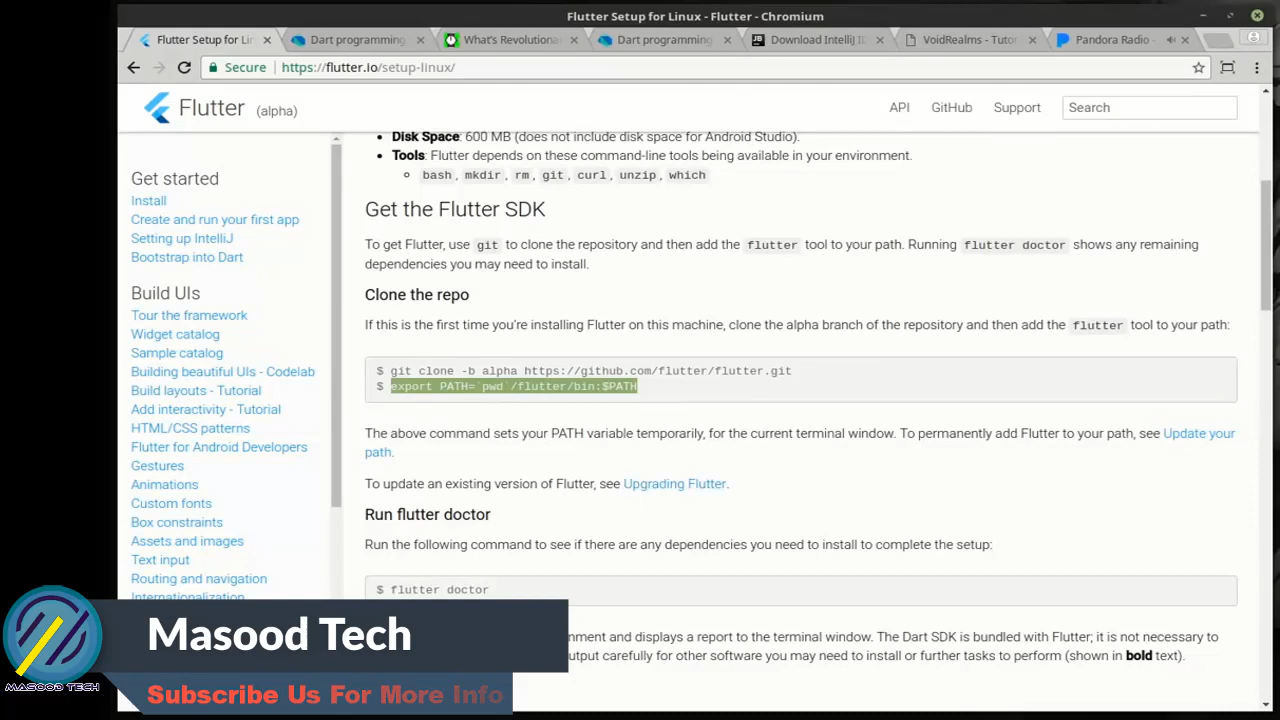 Flutter Setup for Linux - Flutter - Chromium
Flutter Setup for Lin
Dart programming
What's Revolutiona
Dart programming
Download IntelliJ ID
VoidRealms - Tutor
Pandora Radio
Secure https://flutter.io/setup-linux/
Flutter (alpha)
API GitHub Support Search
Disk Space: 600 MB (does not include disk space for Android Studio).
Tools: Flutter depends on these command-line tools being available in your environment.
bash, mkdir, rm, git, curl, unzip, which
Get started
Install
Create and run your first app
Setting up IntelliJ
Bootstrap into Dart
Build UIs
Tour the framework
Widget catalog
Sample catalog
Building beautiful UIs - Codelab
Build layouts - Tutorial
Add interactivity - Tutorial
HTML/CSS patterns
Flutter for Android Developers
Gestures
Animations
Custom fonts
Box constraints
Assets and images
Text input
Routing and navigation
Internationalization
Get the Flutter SDK
To get Flutter, use git to clone the repository and then add the flutter tool to your path. Running flutter doctor shows any remaining
dependencies you may need to install.
Clone the repo
If this is the first time you're installing Flutter on this machine, clone the alpha branch of the repository and then add the flutter tool to your path:
$ git clone -b alpha https://github.com/flutter/flutter.git
$ export PATH=`pwd`/flutter/bin:$PATH
The above command sets your PATH variable temporarily, for the current terminal window. To permanently add Flutter to your path, see Update your
path.
To update an existing version of Flutter, see Upgrading Flutter.
Run flutter doctor
Run the following command to see if there are any dependencies you need to install to complete the setup:
$ flutter doctor
nment and displays a report to the terminal window. The Dart SDK is bundled with Flutter; it is not necessary to
utput carefully for other software you may need to install or further tasks to perform (shown in bold text).
Masood Tech
Subscribe Us For More Info
MASOOD TECH